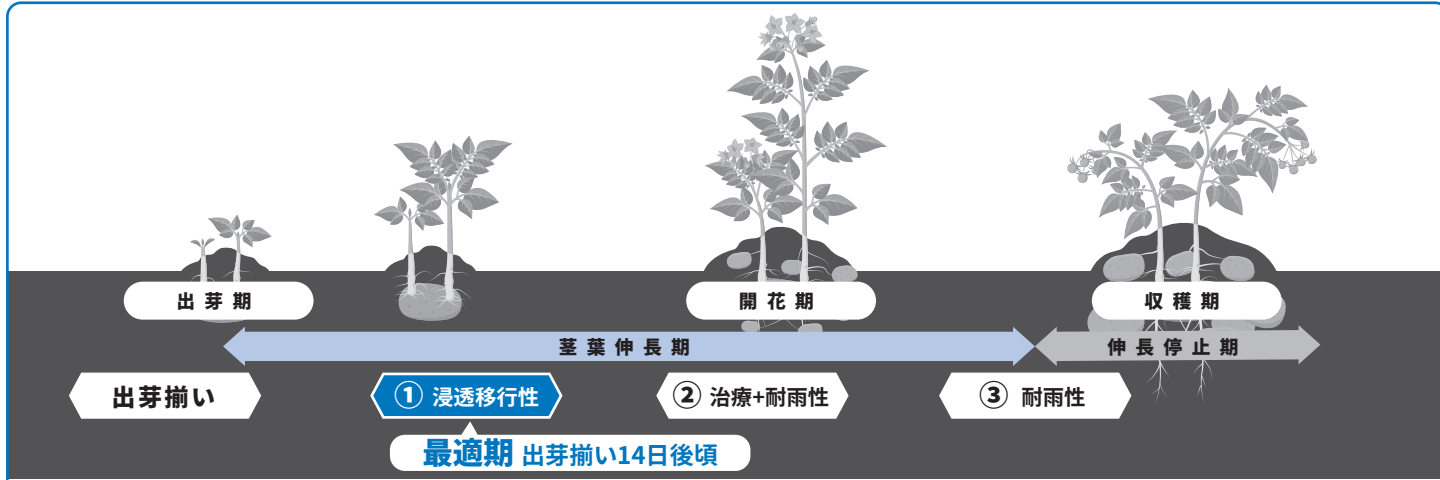 出芽期
開花期
収穫期
茎葉伸長期
伸長停止期
出芽揃い
① 浸透移行性
② 治療+耐雨性
③ 耐雨性
最適期 出芽揃い14日後頃